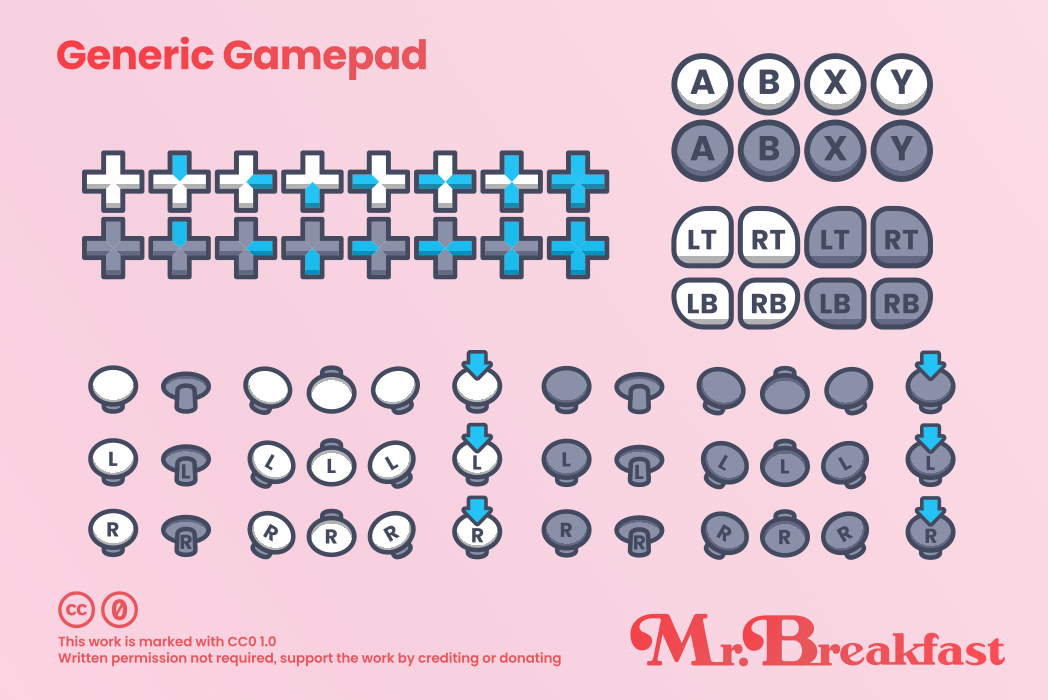 Generic Gamepad
A B X Y
A B X Y
LT RT LT RT
LB RB LB RB
L L L L L L L L L L L L
R R R R R R R R R R R R
cc 0
This work is marked with CC0 1.0
Written permission not required, support the work by crediting or donating
Mr. Breakfast